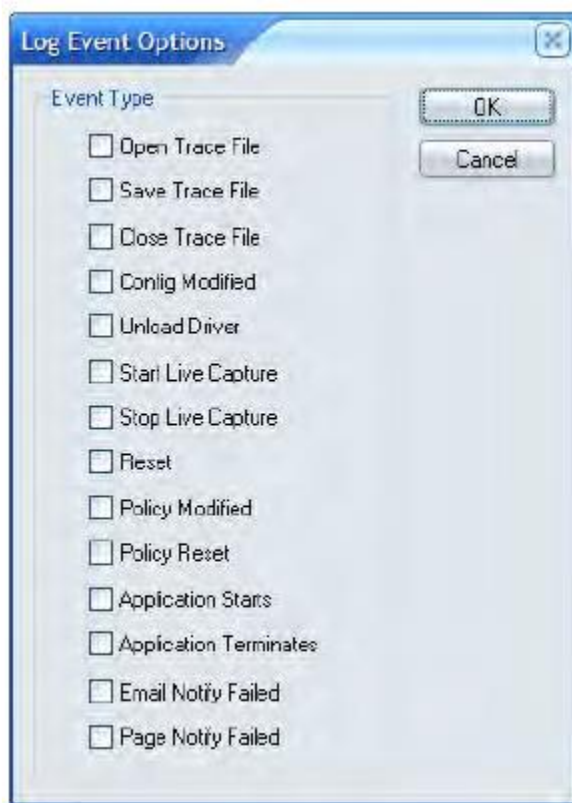 Log Event Options
Event Type
OK
Cancel
Open Trace File
Save Trace File
Close Trace File
Config Modified
Unload Driver
Start Live Capture
Stop Live Capture
Reset
Policy Modified
Policy Reset
Application Starts
Application Terminates
Email Notify Failed
Page Notify Failed